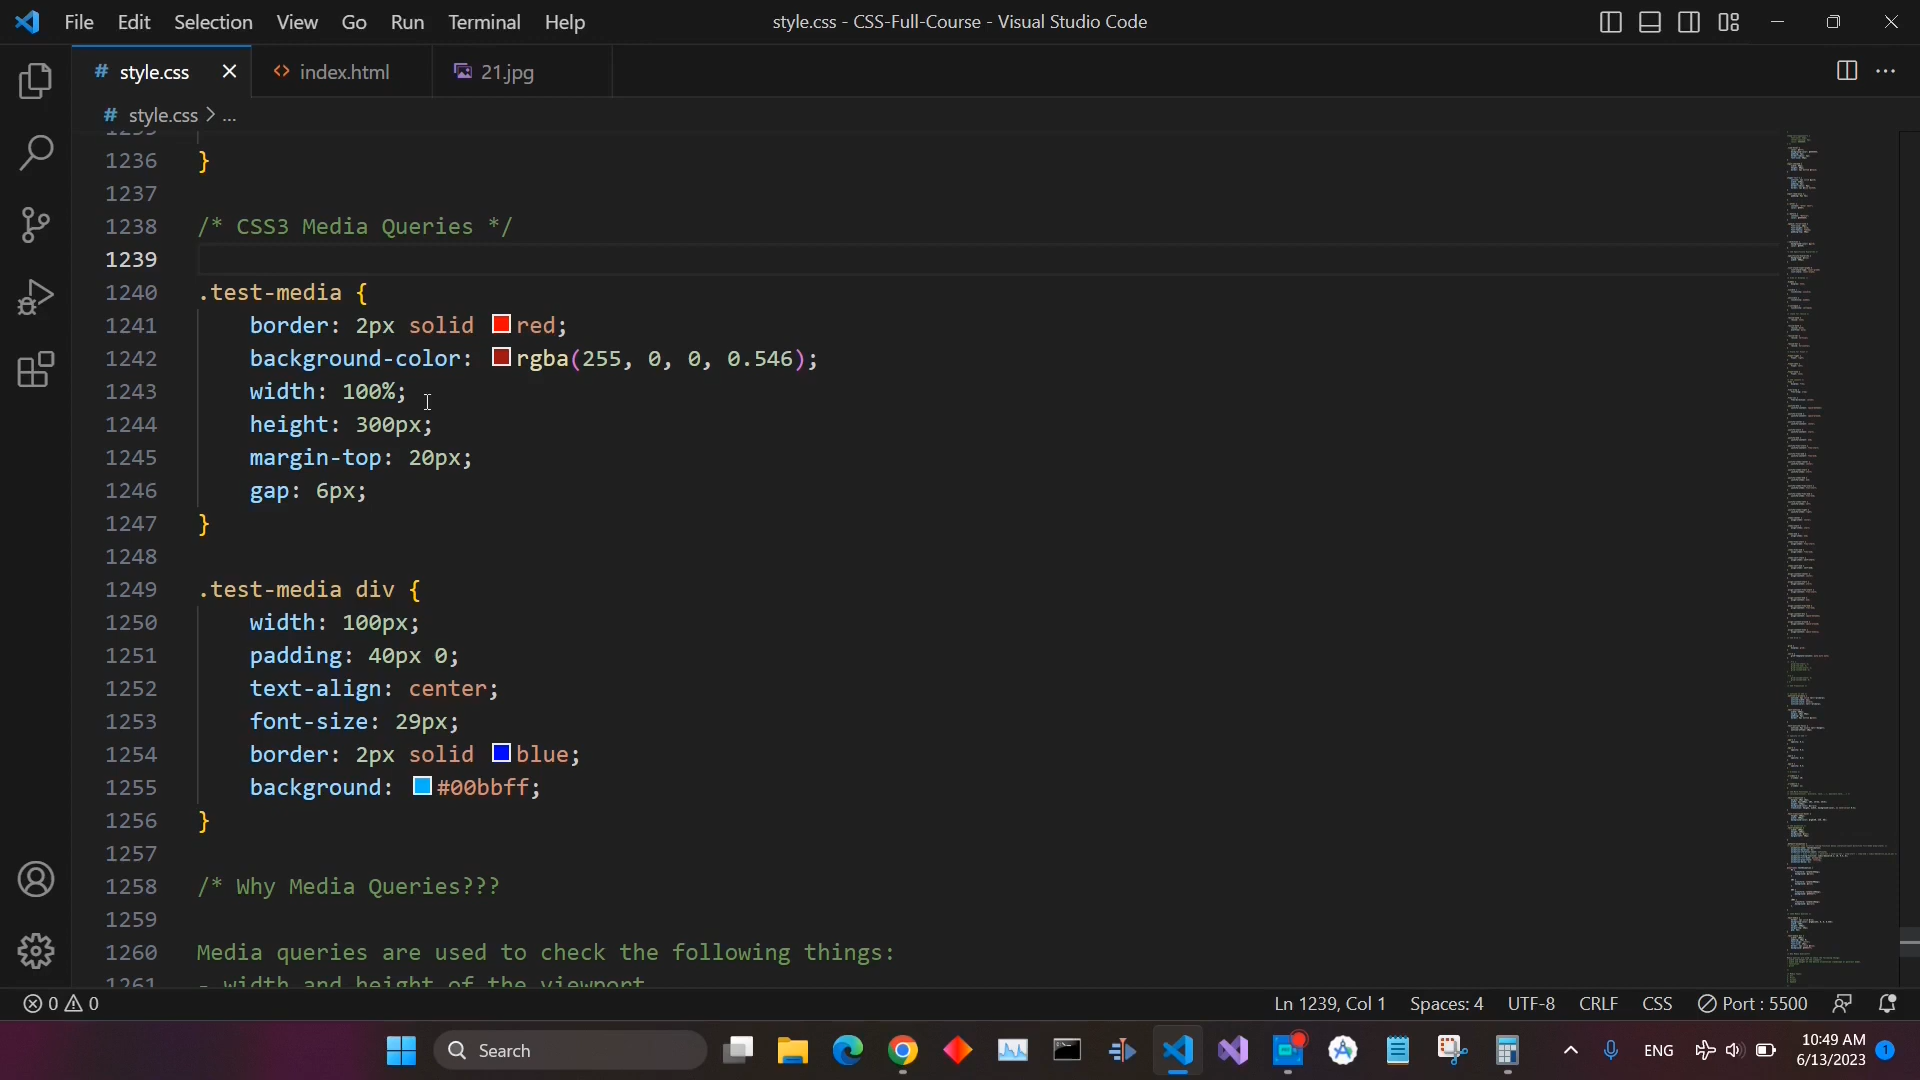 File Edit Selection View Go Run Terminal Help
style.css - CSS-Full-Course - Visual Studio Code
# style.css
<> index.html
21.jpg
# style.css > ...
1236 }
1237
1238 /* CSS3 Media Queries */
1239
1240 .test-media {
1241 border: 2px solid red;
1242 background-color: rgba(255, 0, 0, 0.546);
1243 width: 100%;
1244 height: 300px;
1245 margin-top: 20px;
1246 gap: 6px;
1247 }
1248
1249 .test-media div {
1250 width: 100px;
1251 padding: 40px 0;
1252 text-align: center;
1253 font-size: 29px;
1254 border: 2px solid blue;
1255 background: #00bbff;
1256 }
1257
1258 /* Why Media Queries???
1259
1260 Media queries are used to check the following things:
1261 - width and height of the viewport
0 0
Ln 1239, Col 1 Spaces: 4 UTF-8 CRLF CSS Port : 5500
Search
ENG
10:49 AM
6/13/2023
1